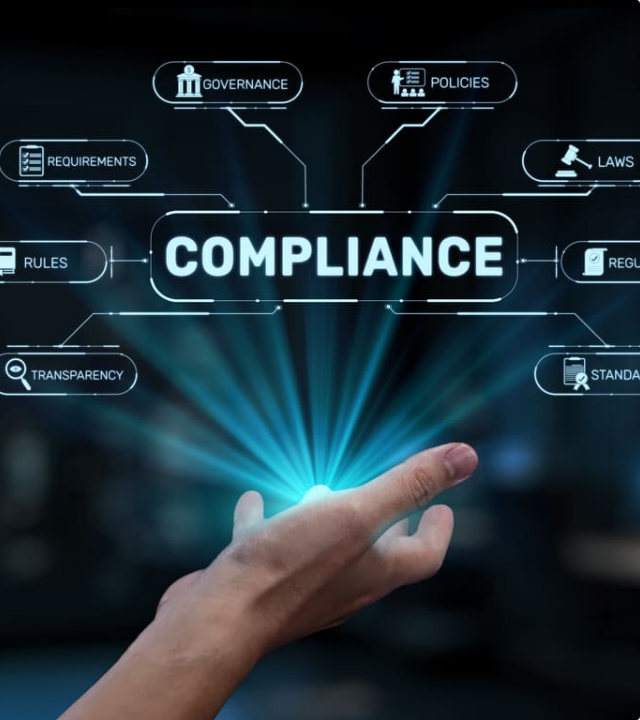 GOVERNANCE
POLICIES
REQUIREMENTS
LAWS
RULES
COMPLIANCE
REGU
TRANSPARENCY
STANDA